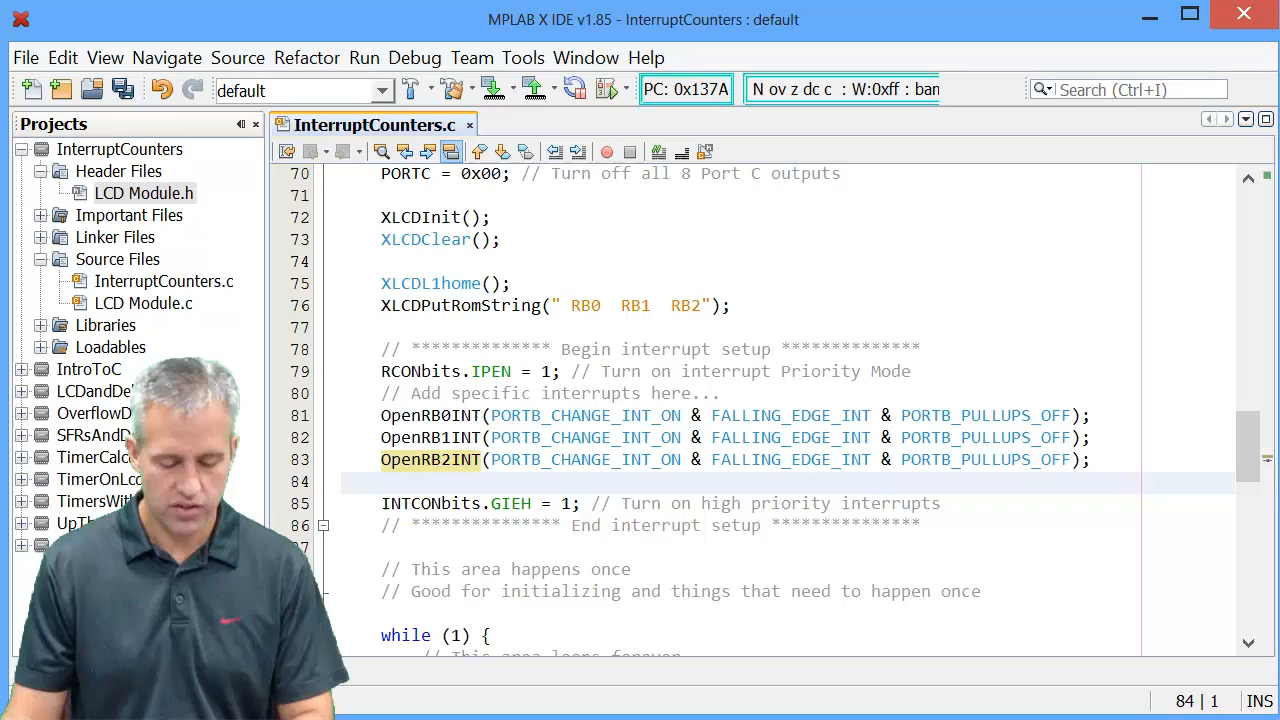 MPLAB X IDE v1.85 - InterruptCounters : default
File Edit View Navigate Source Refactor Run Debug Team Tools Window Help
default
PC: 0x137A
N ov z dc c : W:0xff : ban
Search (Ctrl+I)
Projects
InterruptCounters.c
InterruptCounters
Header Files
LCD Module.h
Important Files
Linker Files
Source Files
InterruptCounters.c
LCD Module.c
Libraries
Loadables
IntroToC
LCDandDe
OverflowD
SFRsAndD
TimerCalc
TimerOnLc
TimersWit
UpTh
70 PORTC = 0x00; // Turn off all 8 Port C outputs
71
72 XLCDInit();
73 XLCDClear();
74
75 XLCDL1home();
76 XLCDPutRomString(" RB0  RB1  RB2");
77
78 // ************** Begin interrupt setup **************
79 RCONbits.IPEN = 1; // Turn on interrupt Priority Mode
80 // Add specific interrupts here...
81 OpenRB0INT(PORTB_CHANGE_INT_ON & FALLING_EDGE_INT & PORTB_PULLUPS_OFF);
82 OpenRB1INT(PORTB_CHANGE_INT_ON & FALLING_EDGE_INT & PORTB_PULLUPS_OFF);
83 OpenRB2INT(PORTB_CHANGE_INT_ON & FALLING_EDGE_INT & PORTB_PULLUPS_OFF);
84
85 INTCONbits.GIEH = 1; // Turn on high priority interrupts
86 // *************** End interrupt setup ***************
// This area happens once
// Good for initializing and things that need to happen once
while (1) {
// This area loops forever
84 | 1
INS